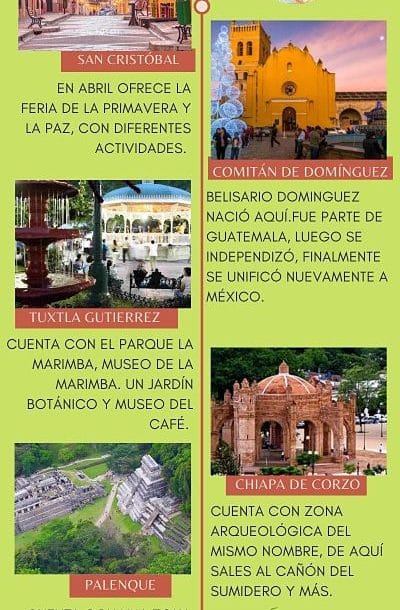 SAN CRISTÓBAL
EN ABRIL OFRECE LA
FERIA DE LA PRIMAVERA Y
LA PAZ, CON DIFERENTES
ACTIVIDADES.
COMITÁN DE DOMÍNGUEZ
BELISARIO DOMINGUEZ
NACIÓ AQUÍ.FUE PARTE DE
GUATEMALA, LUEGO SE
INDEPENDIZÓ, FINALMENTE
SE UNIFICÓ NUEVAMENTE A
MÉXICO.
TUXTLA GUTIERREZ
CUENTA CON EL PARQUE LA
MARIMBA, MUSEO DE LA
MARIMBA. UN JARDÍN
BOTÁNICO Y MUSEO DEL
CAFÉ.
CHIAPA DE CORZO
CUENTA CON ZONA
ARQUEOLÓGICA DEL
MISMO NOMBRE, DE AQUÍ
SALES AL CAÑÓN DEL
SUMIDERO Y MÁS.
PALENQUE